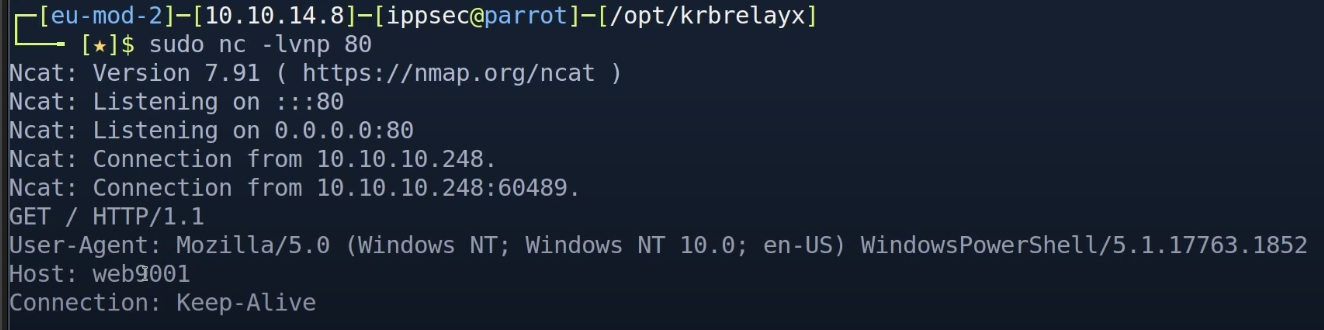 ┌─[eu-mod-2]─[10.10.14.8]─[ippsec@parrot]─[/opt/krbrelayx]
└──╼ [★]$ sudo nc -lvnp 80
Ncat: Version 7.91 ( https://nmap.org/ncat )
Ncat: Listening on :::80
Ncat: Listening on 0.0.0.0:80
Ncat: Connection from 10.10.10.248.
Ncat: Connection from 10.10.10.248:60489.
GET / HTTP/1.1
User-Agent: Mozilla/5.0 (Windows NT; Windows NT 10.0; en-US) WindowsPowerShell/5.1.17763.1852
Host: web9001
Connection: Keep-Alive